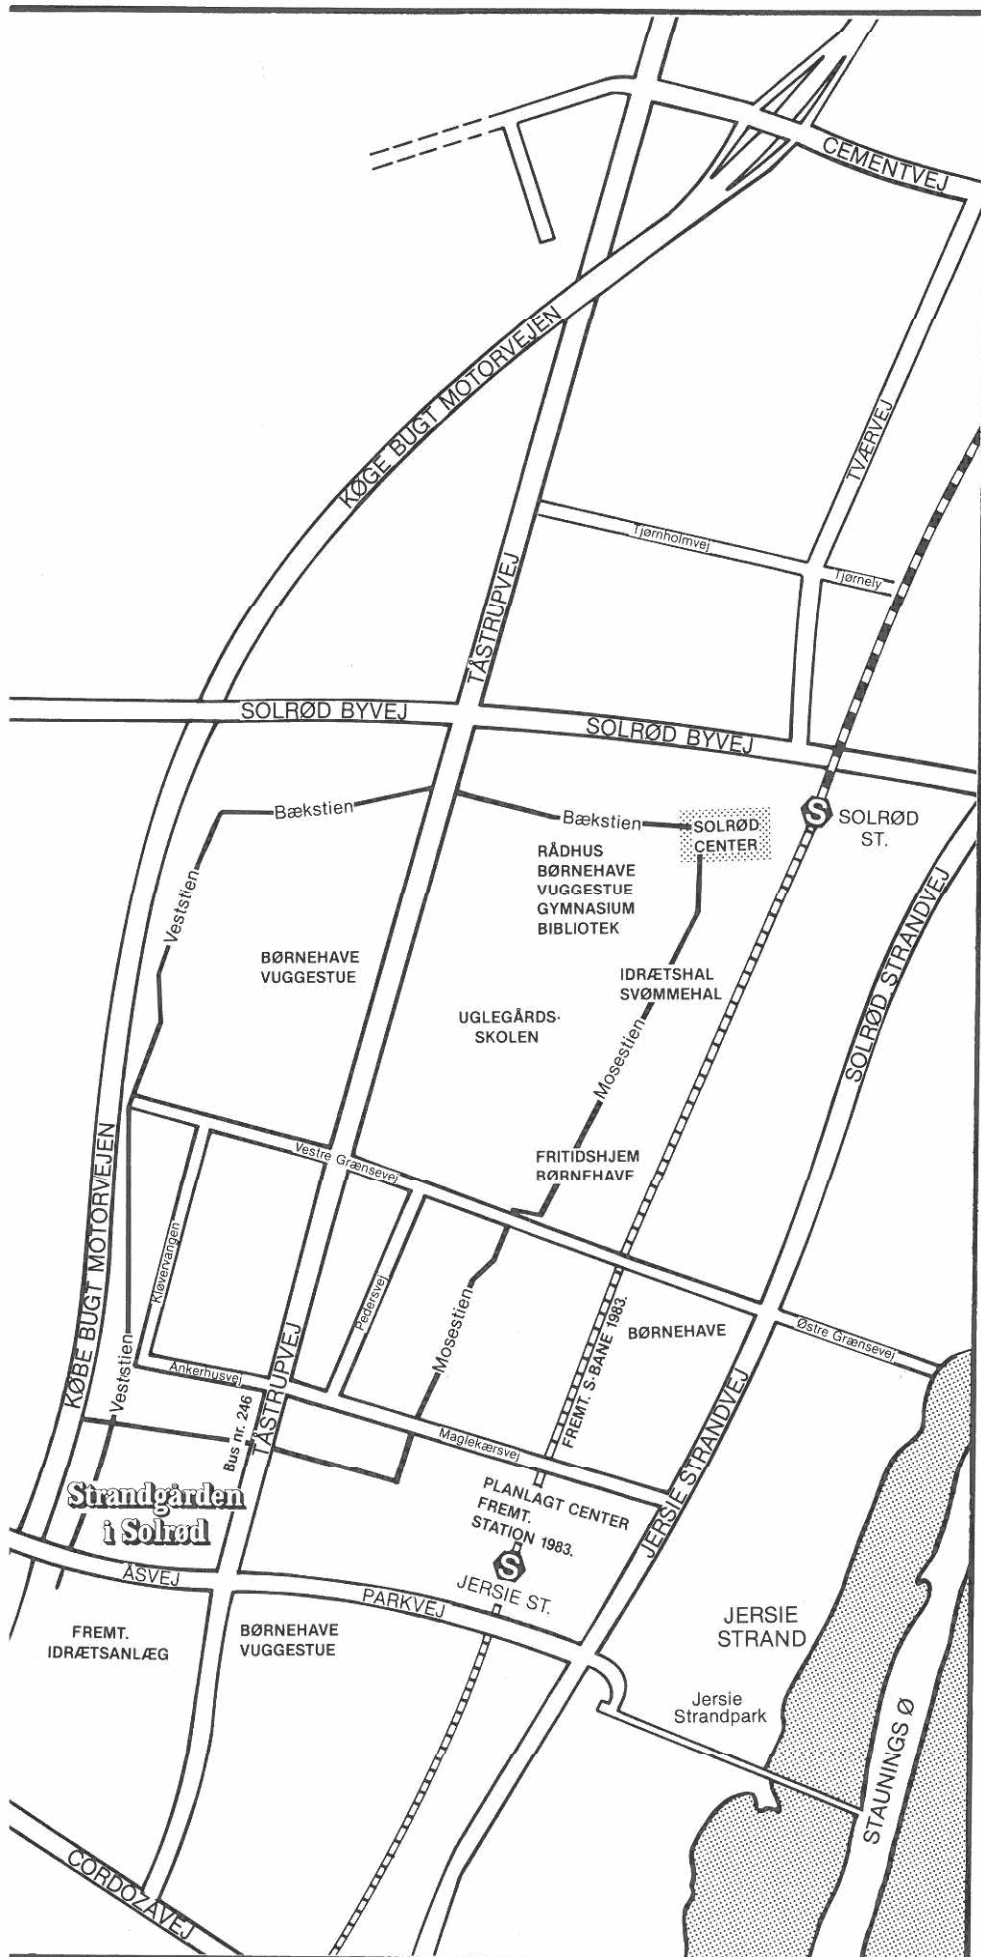 CEMENTVEJ
KØGE BUGT MOTORVEJEN
TVÆRVEJ
Tjørnholmvej
Tjørnely
TÅSTRUPVEJ
SOLRØD BYVEJ
SOLRØD BYVEJ
Bækstien
Bækstien
SOLRØD
CENTER
S
SOLRØD
ST.
RÅDHUS
BØRNEHAVE
VUGGESTUE
GYMNASIUM
BIBLIOTEK
Veststien
SOLRØD STRANDVEJ
BØRNEHAVE
VUGGESTUE
IDRÆTSHAL
SVØMMEHAL
UGLEGÅRDS-
SKOLEN
Mosestien
FRITIDSHJEM
BØRNEHAVE
Vestre Grænsevej
KØBE BUGT MOTORVEJEN
Kløvervangen
Pedersvej
Mosestien
FREMT. S-BANE 1983.
BØRNEHAVE
Østre Grænsevej
Veststien
Ankerhusvej
TÅSTRUPVEJ
Bus nr. 246
Maglekærsvej
JERSIE STRANDVEJ
Strandgården
i Solrød
PLANLAGT CENTER
FREMT.
STATION 1983.
S
JERSIE ST.
ÅSVEJ
PARKVEJ
FREMT.
IDRÆTSANLÆG
BØRNEHAVE
VUGGESTUE
JERSIE
STRAND
Jersie
Strandpark
STAUNINGS Ø
CORDOZAVEJ